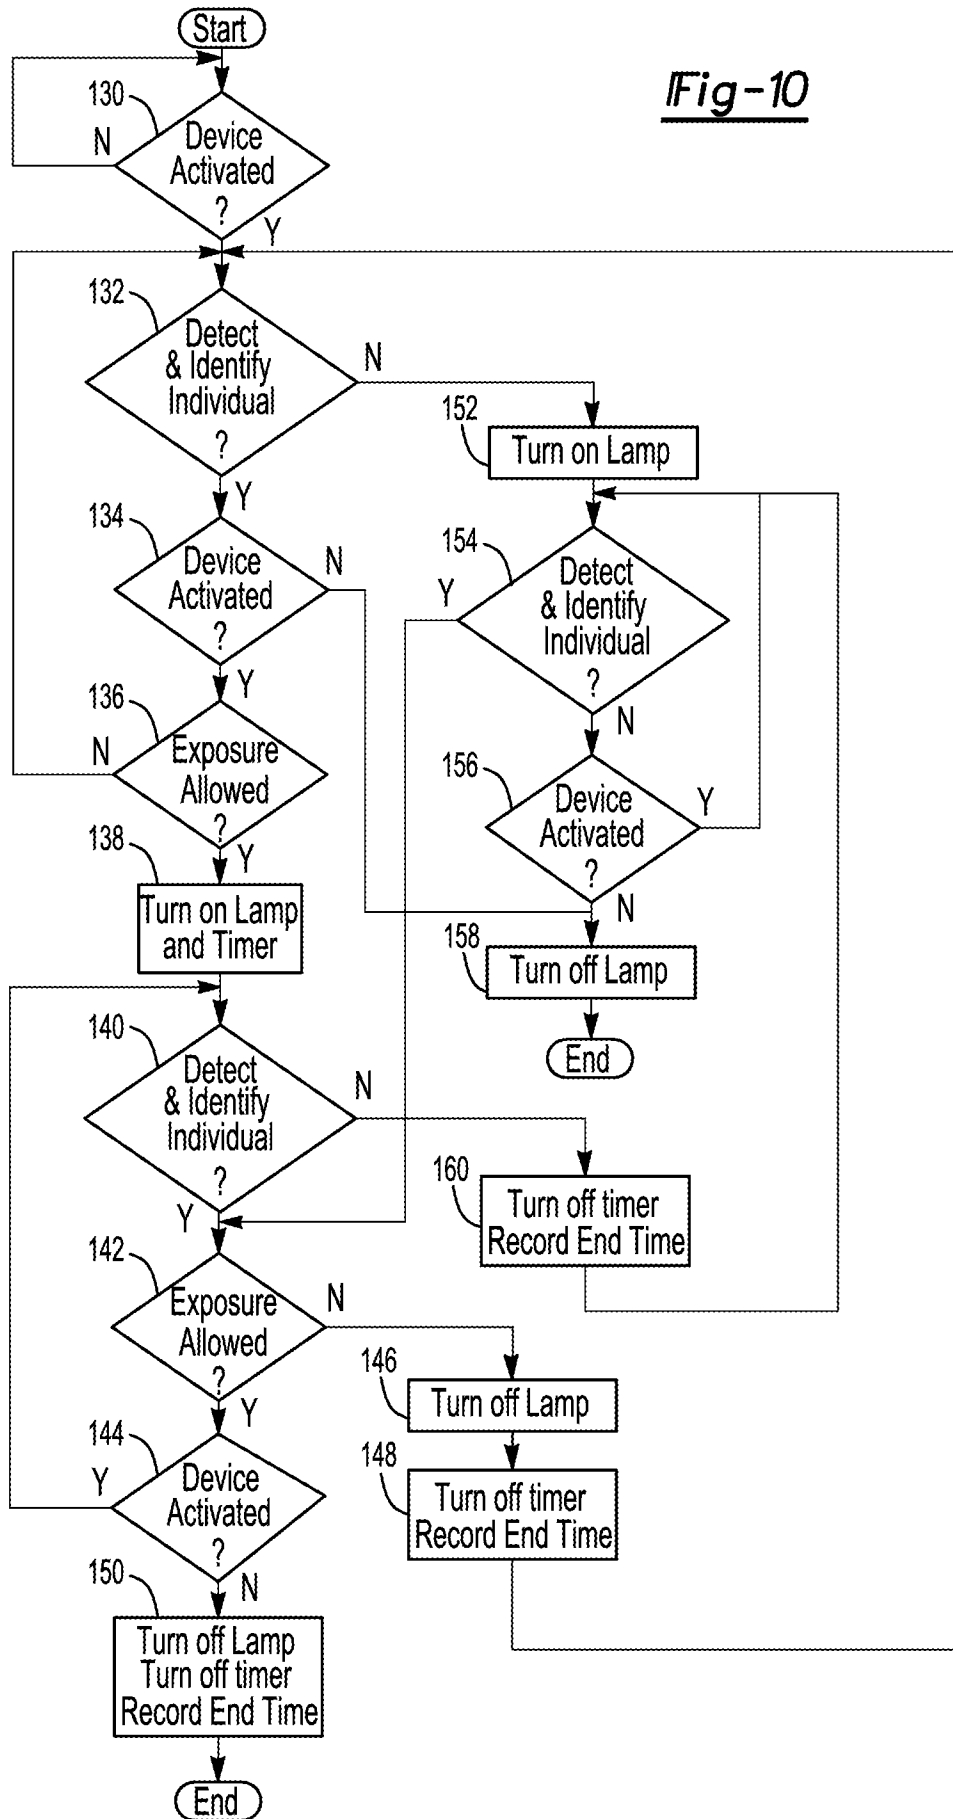 Start
Fig-10
130
Device
Activated
?
N
Y
132
Detect
& Identify
Individual
?
N
Y
152
Turn on Lamp
134
Device
Activated
?
N
Y
154
Detect
& Identify
Individual
?
Y
N
136
Exposure
Allowed
?
N
Y
156
Device
Activated
?
Y
N
138
Turn on Lamp
and Timer
158
Turn off Lamp
End
140
Detect
& Identify
Individual
?
N
Y
160
Turn off timer
Record End Time
142
Exposure
Allowed
?
N
Y
146
Turn off Lamp
144
Device
Activated
?
Y
N
148
Turn off timer
Record End Time
150
Turn off Lamp
Turn off timer
Record End Time
End